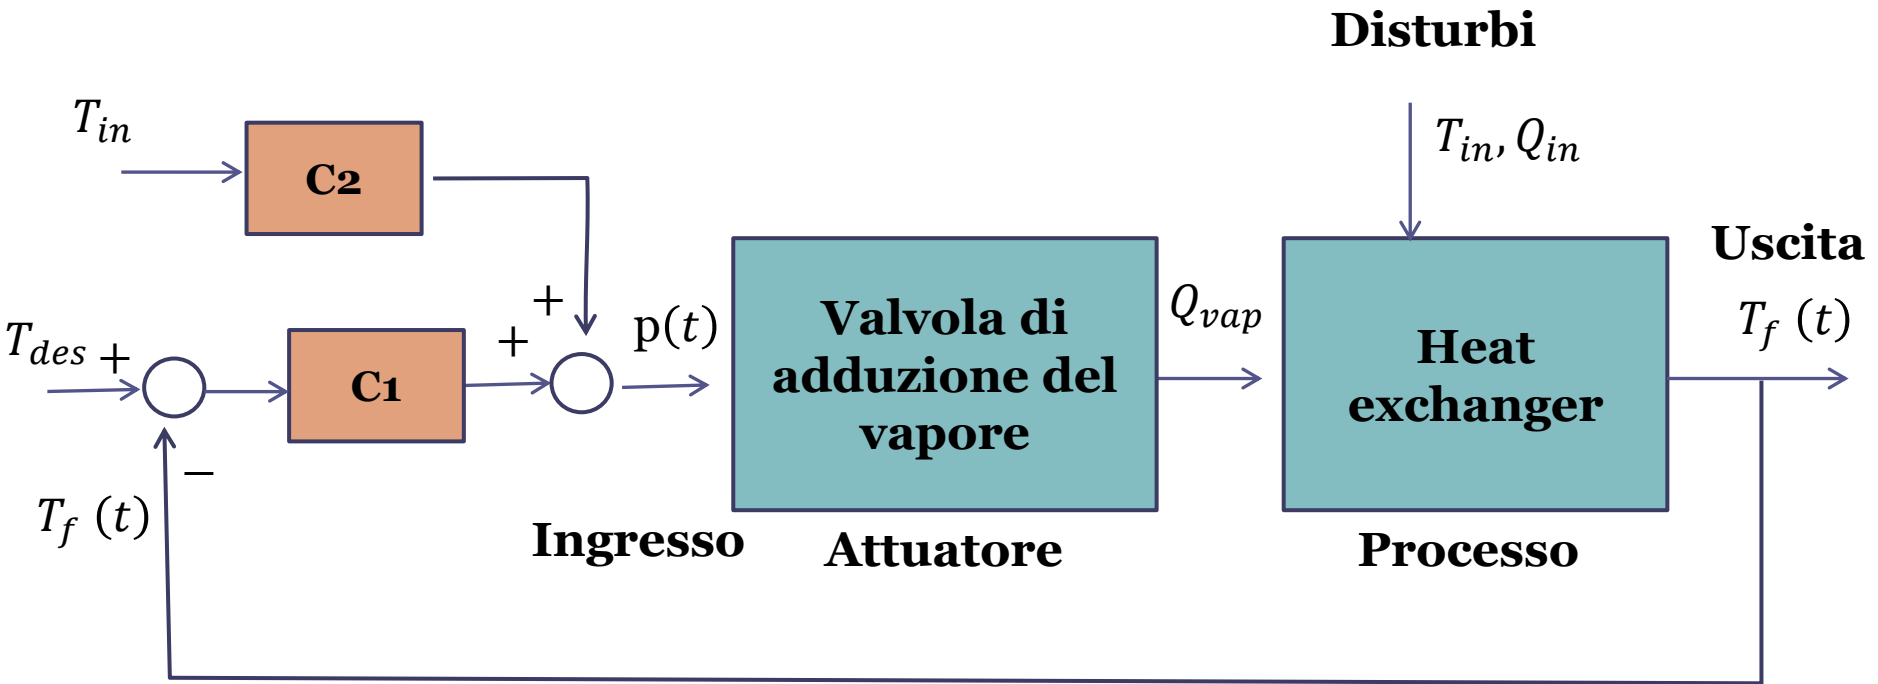 Disturbi
T_in
T_in, Q_in
C2
Uscita
+
Valvola di
adduzione del
vapore
Q_vap
T_f (t)
p(t)
+
Heat
exchanger
T_des
+
C1
−
T_f (t)
Ingresso
Attuatore
Processo